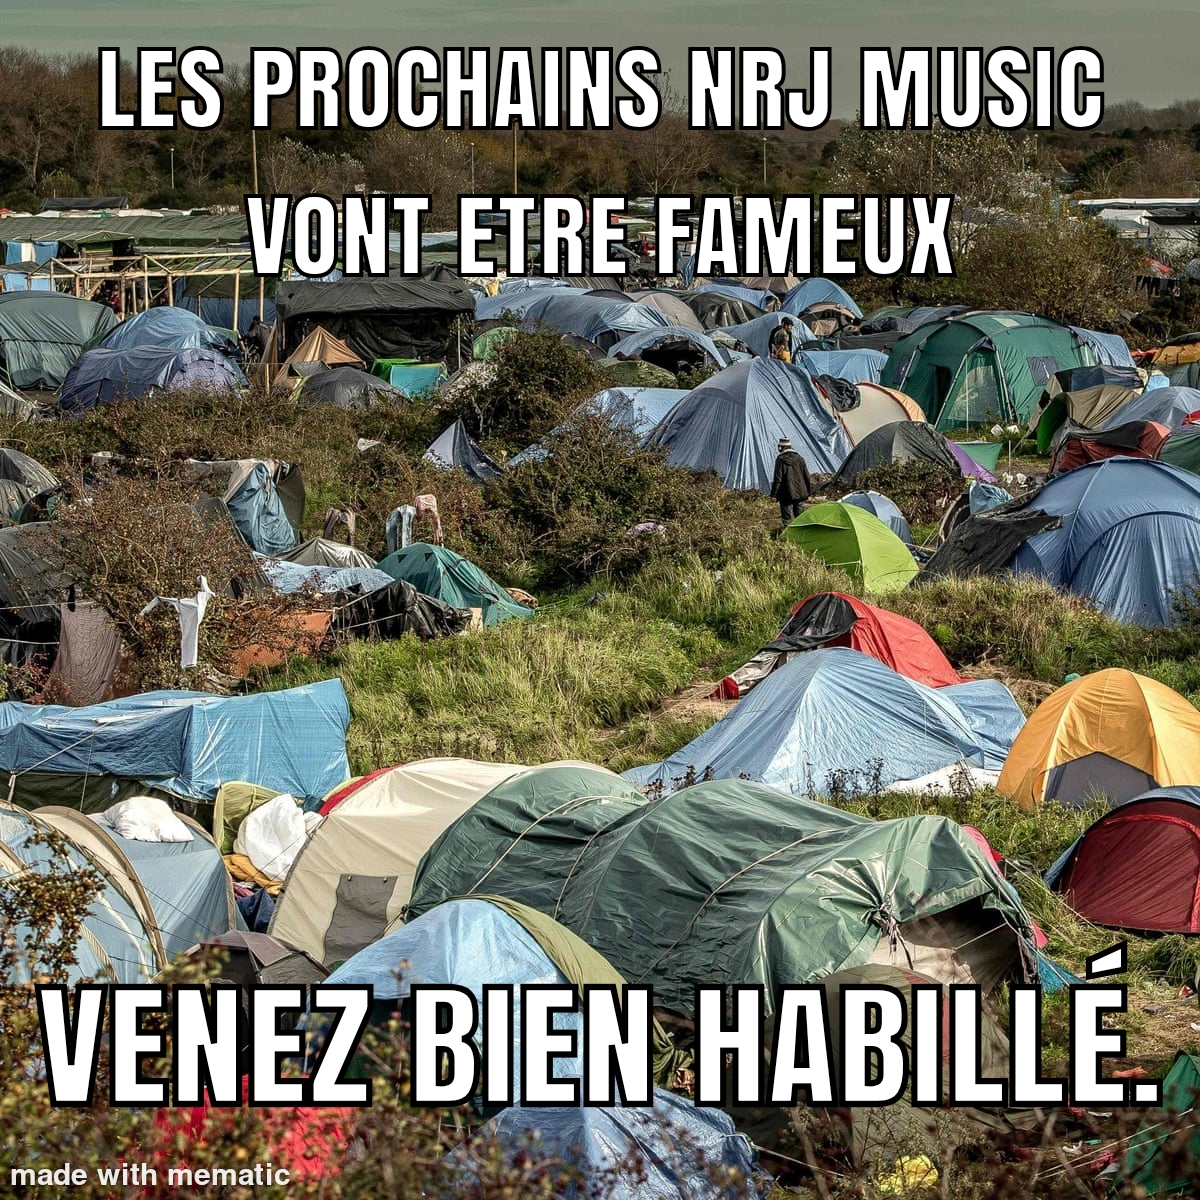 LES PROCHAINS NRJ MUSIC
VONT ETRE FAMEUX
VENEZ BIEN HABILLÉ.
made with mematic